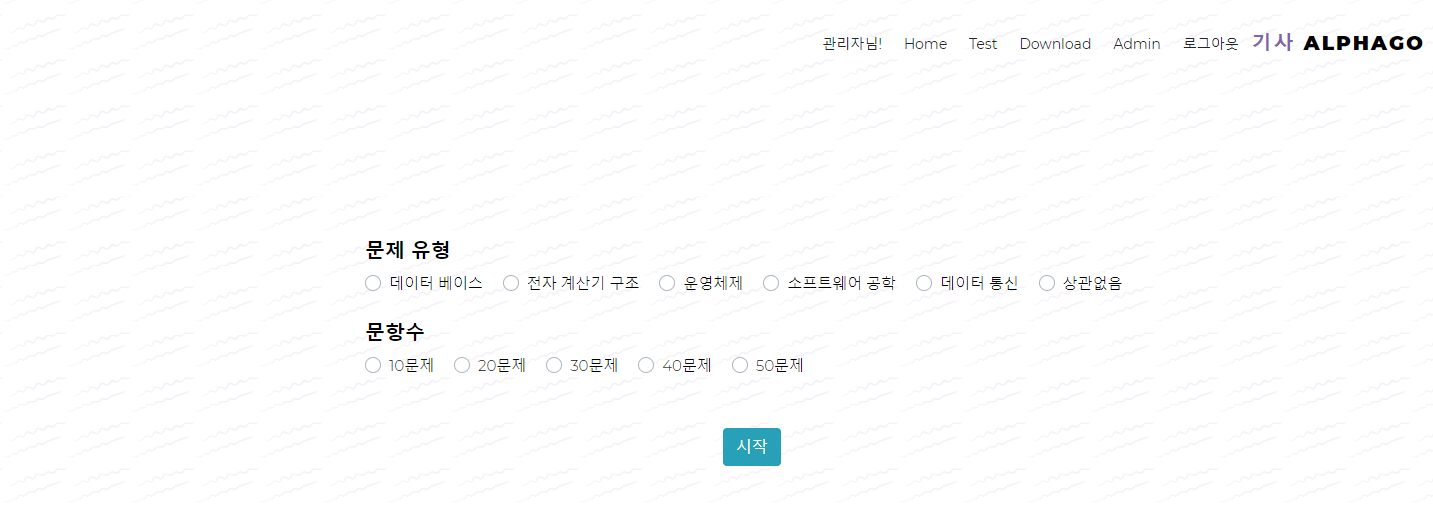 관리자님! Home Test Download Admin 로그아웃 기사 ALPHAGO
문제 유형
데이터 베이스 전자 계산기 구조 운영체제 소프트웨어 공학 데이터 통신 상관없음
문항수
10문제 20문제 30문제 40문제 50문제
시작